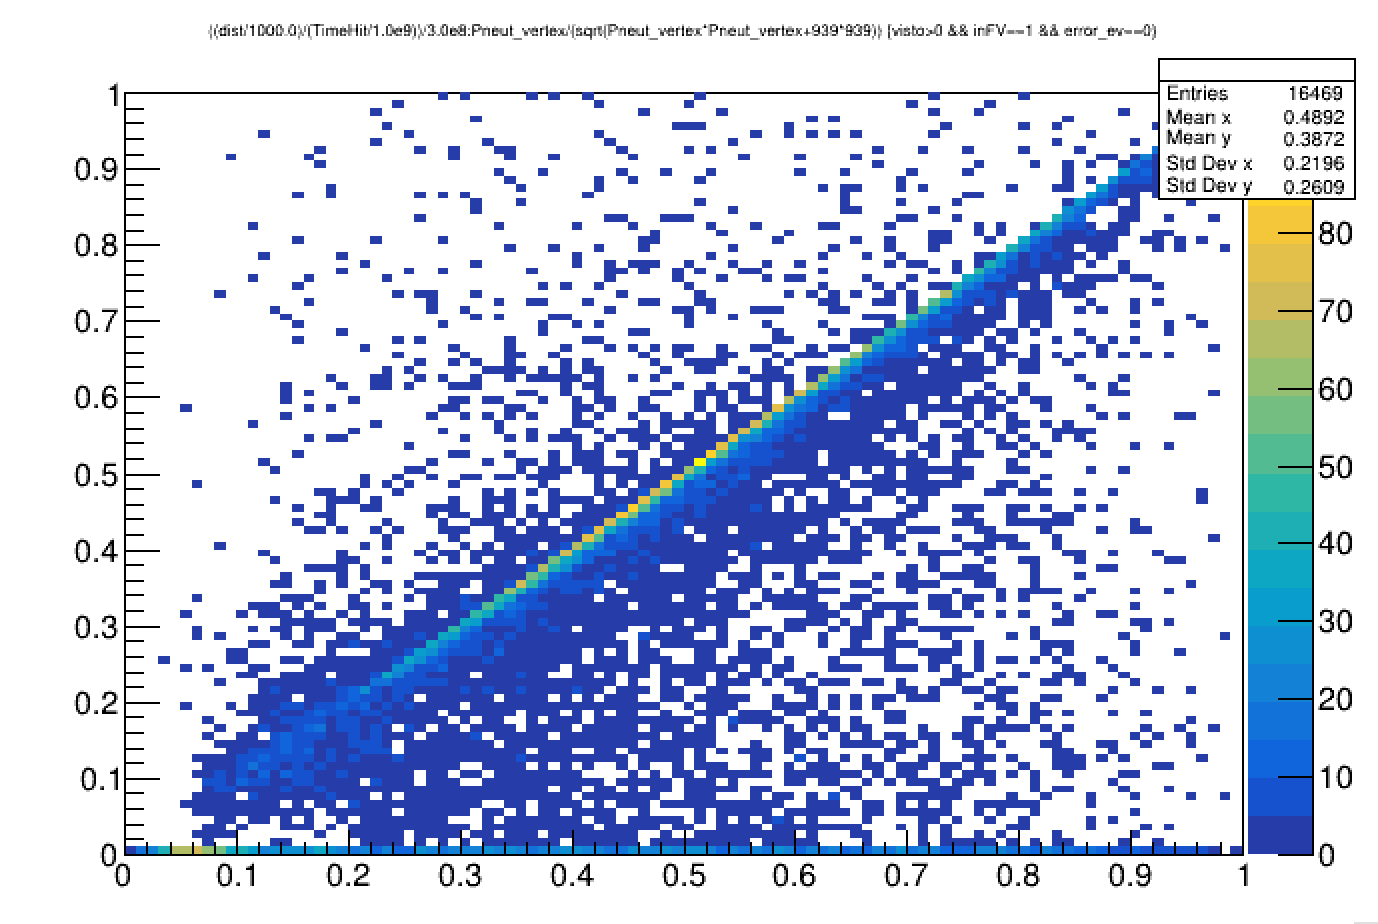 ((dist/1000.0)/(TimeHit/1.0e9))/3.0e8:Pneut_vertex/(sqrt(Pneut_vertex*Pneut_vertex+939*939)) {visto>0 && inFV==1 && error_ev==0}
Entries 16469
Mean x 0.4892
Mean y 0.3872
Std Dev x 0.2196
Std Dev y 0.2609
1
0.9
0.8
0.7
0.6
0.5
0.4
0.3
0.2
0.1
0
0 0.1 0.2 0.3 0.4 0.5 0.6 0.7 0.8 0.9 1
80
70
60
50
40
30
20
10
0